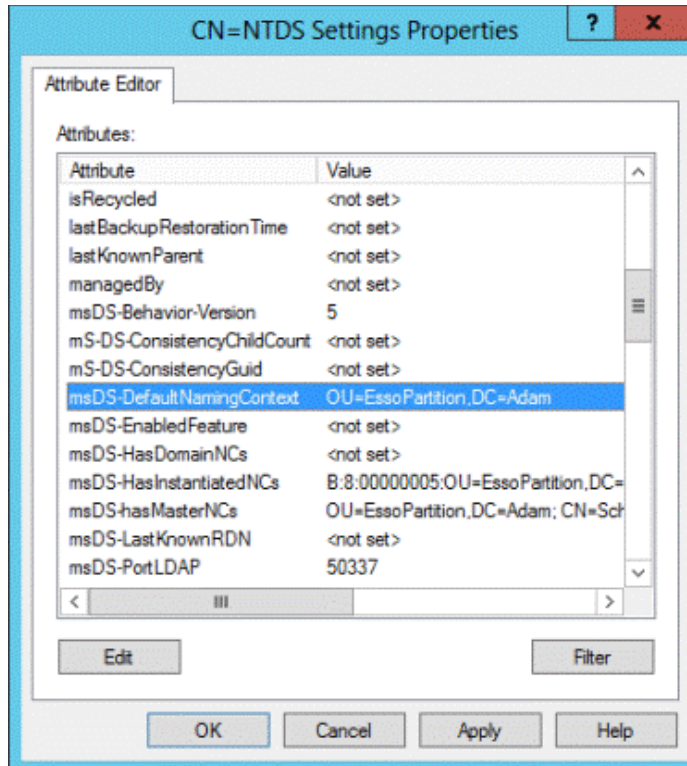 CN=NTDS Settings Properties
?
x
Attribute Editor
Attributes:
Attribute Value
isRecycled <not set>
lastBackupRestorationTime <not set>
lastKnownParent <not set>
managedBy <not set>
msDS-Behavior-Version 5
mS-DS-ConsistencyChildCount <not set>
mS-DS-ConsistencyGuid <not set>
msDS-DefaultNamingContext OU=EssoPartition,DC=Adam
msDS-EnabledFeature <not set>
msDS-HasDomainNCs <not set>
msDS-HasInstantiatedNCs B:8:00000005:OU=EssoPartition,DC=
msDS-hasMasterNCs OU=EssoPartition,DC=Adam; CN=Sch
msDS-LastKnownRDN <not set>
msDS-PortLDAP 50337
Edit Filter
OK Cancel Apply Help